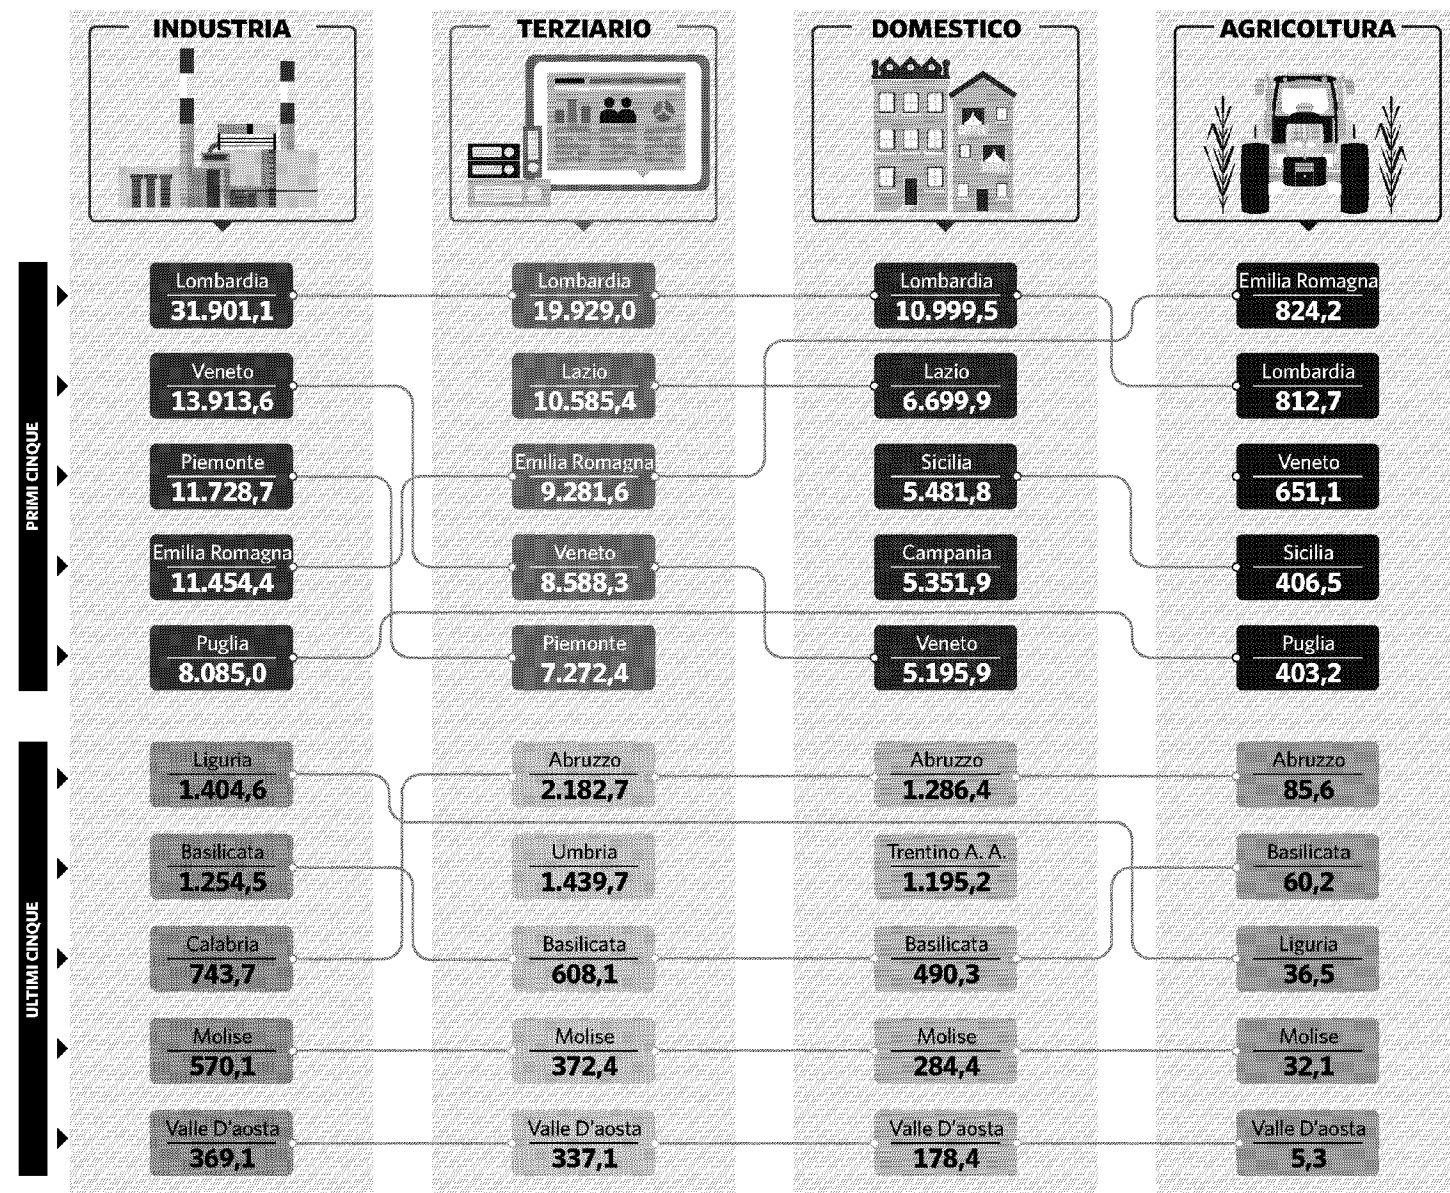 INDUSTRIA
TERZIARIO
DOMESTICO
AGRICOLTURA
PRIMI CINQUE
Lombardia
31.901,1
Lombardia
19.929,0
Lombardia
10.999,5
Emilia Romagna
824,2
Veneto
13.913,6
Lazio
10.585,4
Lazio
6.699,9
Lombardia
812,7
Piemonte
11.728,7
Emilia Romagna
9.281,6
Sicilia
5.481,8
Veneto
651,1
Emilia Romagna
11.454,4
Veneto
8.588,3
Campania
5.351,9
Sicilia
406,5
Puglia
8.085,0
Piemonte
7.272,4
Veneto
5.195,9
Puglia
403,2
ULTIMI CINQUE
Liguria
1.404,6
Abruzzo
2.182,7
Abruzzo
1.286,4
Abruzzo
85,6
Basilicata
1.254,5
Umbria
1.439,7
Trentino A. A.
1.195,2
Basilicata
60,2
Calabria
743,7
Basilicata
608,1
Basilicata
490,3
Liguria
36,5
Molise
570,1
Molise
372,4
Molise
284,4
Molise
32,1
Valle D'aosta
369,1
Valle D'aosta
337,1
Valle D'aosta
178,4
Valle D'aosta
5,3